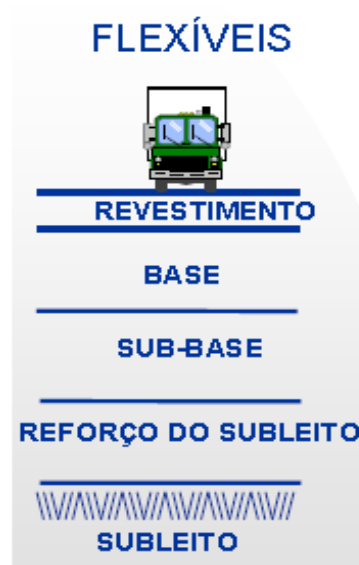 FLEXÍVEIS
REVESTIMENTO
BASE
SUB-BASE
REFORÇO DO SUBLEITO
SUBLEITO